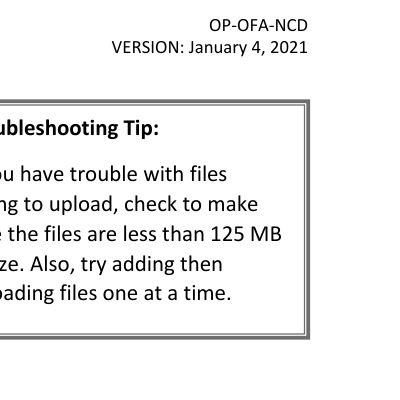 OP-OFA-NCD
VERSION: January 4, 2021
ubleshooting Tip:
ou have trouble with files
ng to upload, check to make
e the files are less than 125 MB
ze. Also, try adding then
oading files one at a time.